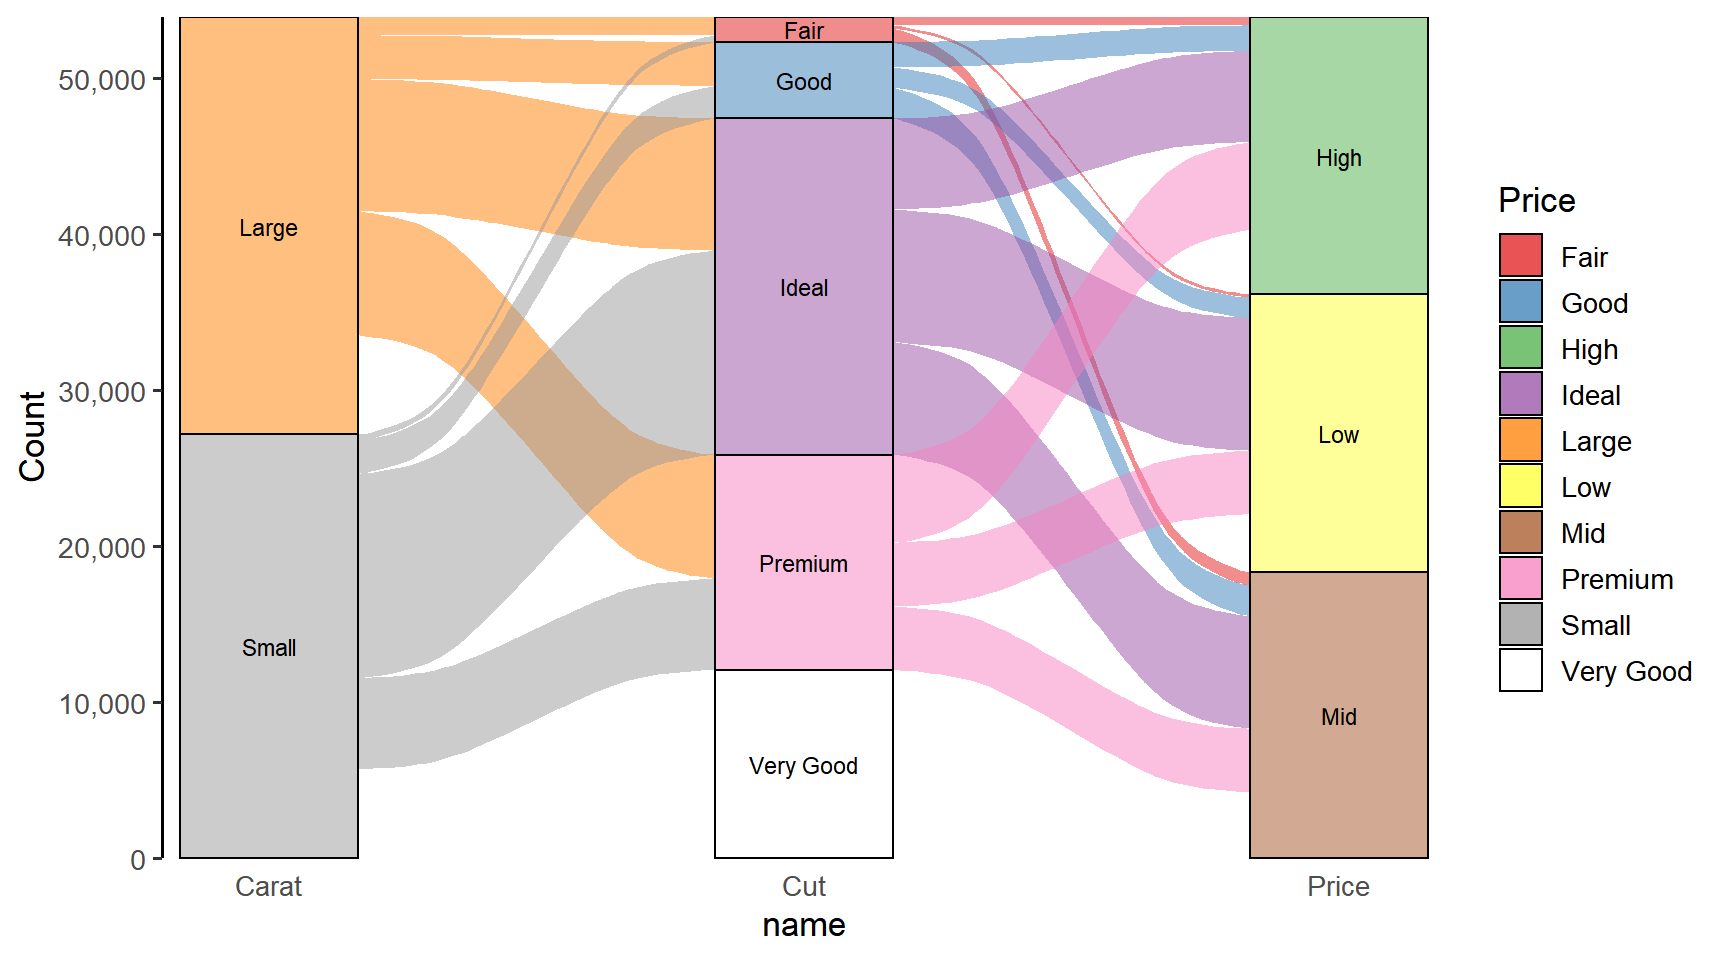 Count
50,000
40,000
30,000
20,000
10,000
0
Large
Small
Fair
Good
Ideal
Premium
Very Good
High
Low
Mid
Carat
Cut
Price
name
Price
Fair
Good
High
Ideal
Large
Low
Mid
Premium
Small
Very Good